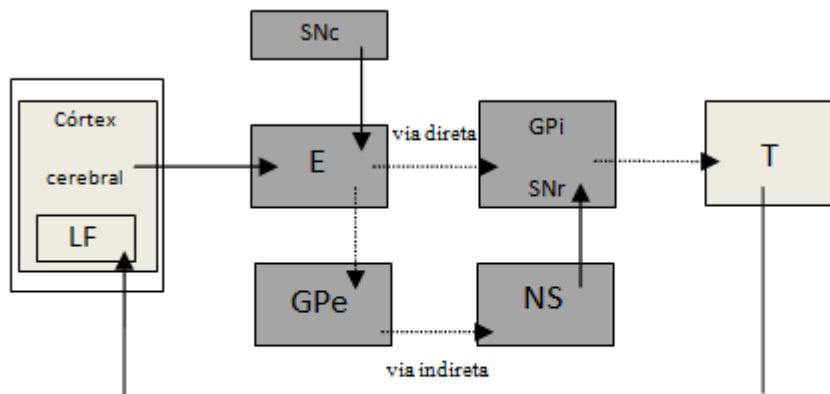 SNc
Córtex
cerebral
LF
E
via direta
GPi
SNr
T
GPe
NS
via indireta